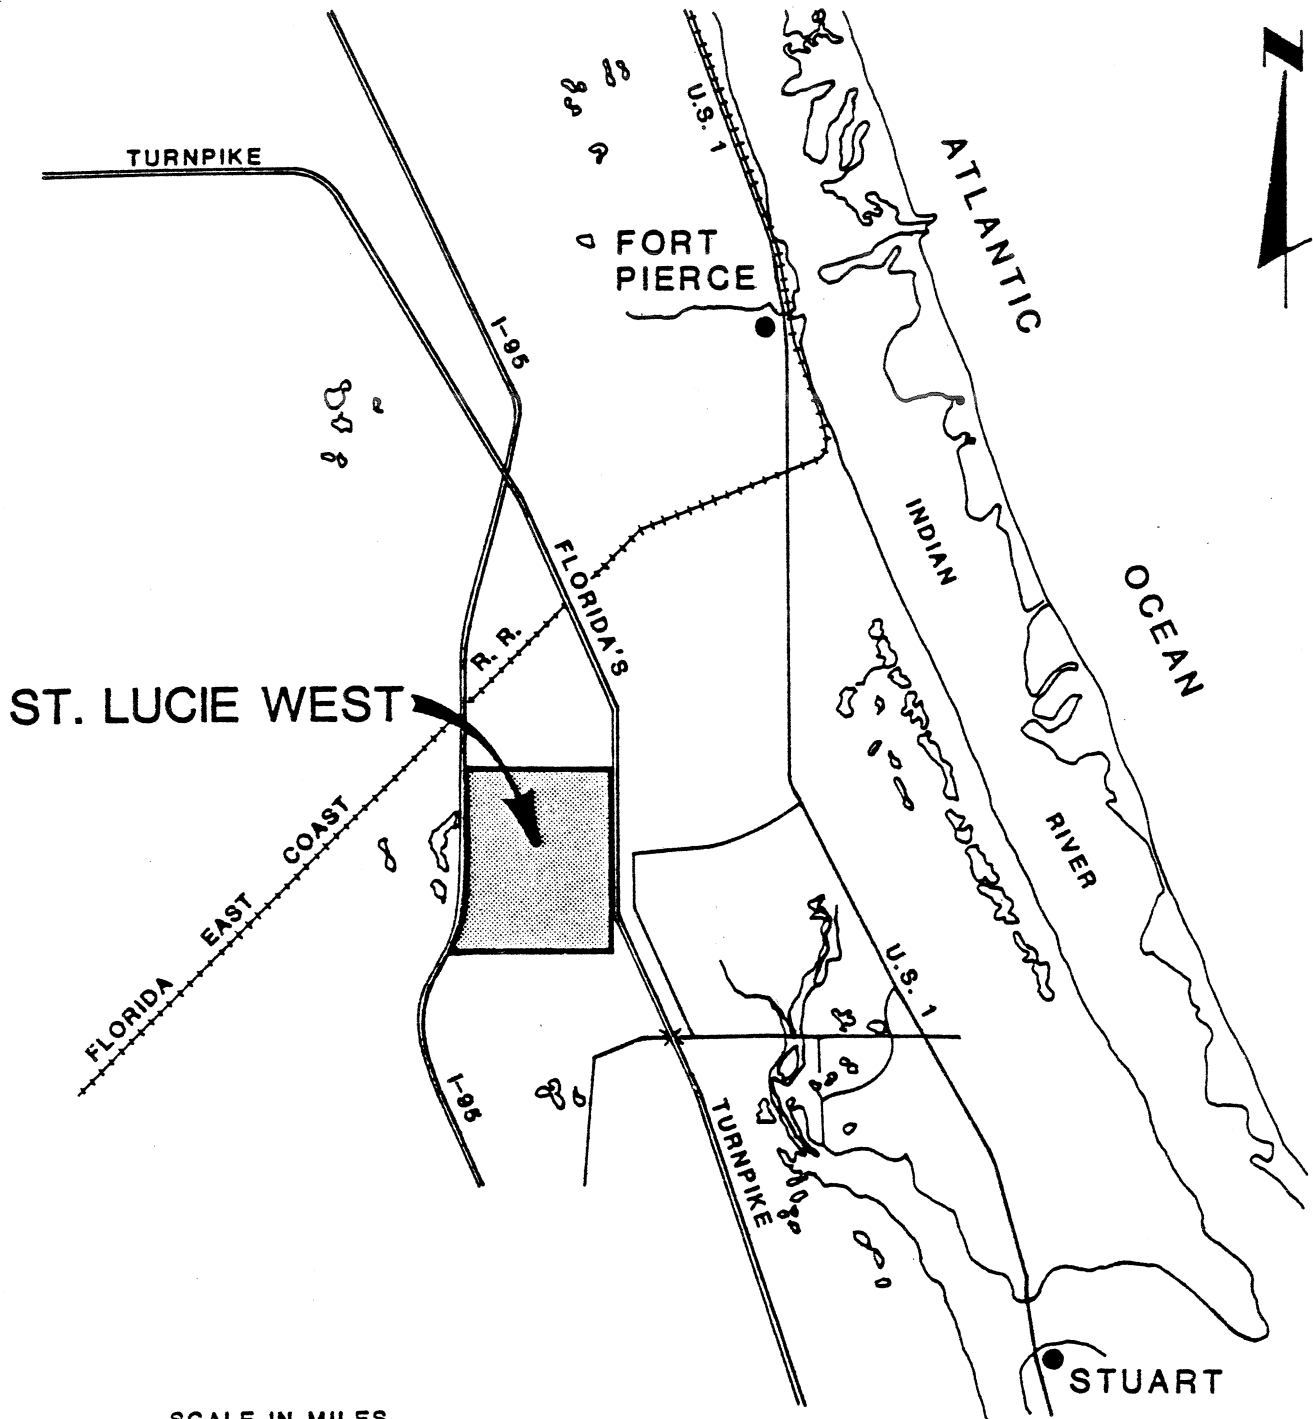 TURNPIKE
U.S. 1
N
ATLANTIC
FORT
PIERCE
I-95
INDIAN
FLORIDA'S
OCEAN
R. R.
ST. LUCIE WEST
COAST
RIVER
EAST
U.S. 1
FLORIDA
I-95
TURNPIKE
STUART
SCALE IN MILES